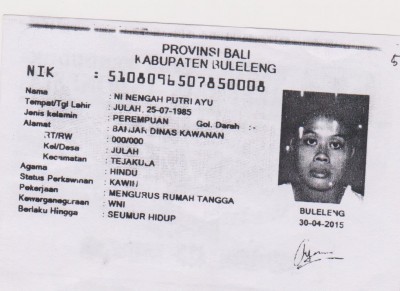 PROVINSI BALI
KABUPATEN BULELENG
NIK : 5108096507850008
Nama : NI NENGAH PUTRI AYU
Tempat/Tgl Lahir : JULAH, 25-07-1985
Jenis kelamin : PEREMPUAN Gol. Darah :-
Alamat : BANJAR DINAS KAWANAN
RT/RW : 000/000
Kel/Desa : JULAH
Kecamatan : TEJAKULA
Agama : HINDU
Status Perkawinan : KAWIN
Pekerjaan : MENGURUS RUMAH TANGGA
Kewarganegaraan : WNI
Berlaku Hingga : SEUMUR HIDUP
BULELENG
30-04-2015
5